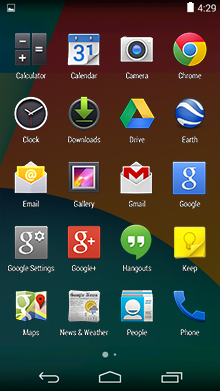 4:29
Calculator Calendar Camera Chrome
Clock Downloads Drive Earth
Email Gallery Gmail Google
Google Settings Google+ Hangouts Keep
Maps News & Weather People Phone